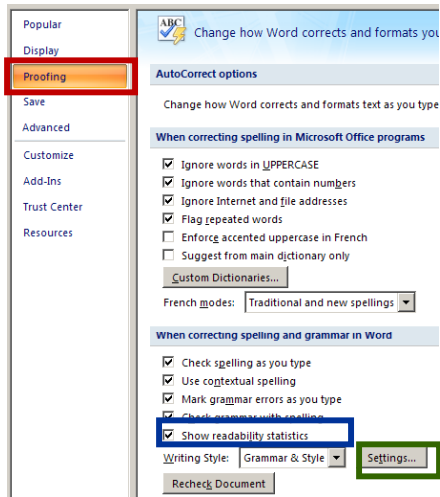 Popular
Display
Proofing
Save
Advanced
Customize
Add-Ins
Trust Center
Resources
ABC
Change how Word corrects and formats you
AutoCorrect options
Change how Word corrects and formats text as you type
When correcting spelling in Microsoft Office programs
Ignore words in UPPERCASE
Ignore words that contain numbers
Ignore Internet and file addresses
Flag repeated words
Enforce accented uppercase in French
Suggest from main dictionary only
Custom Dictionaries...
French modes: Traditional and new spellings
When correcting spelling and grammar in Word
Check spelling as you type
Use contextual spelling
Mark grammar errors as you type
Check grammar with spelling
Show readability statistics
Writing Style: Grammar & Style Settings...
Recheck Document